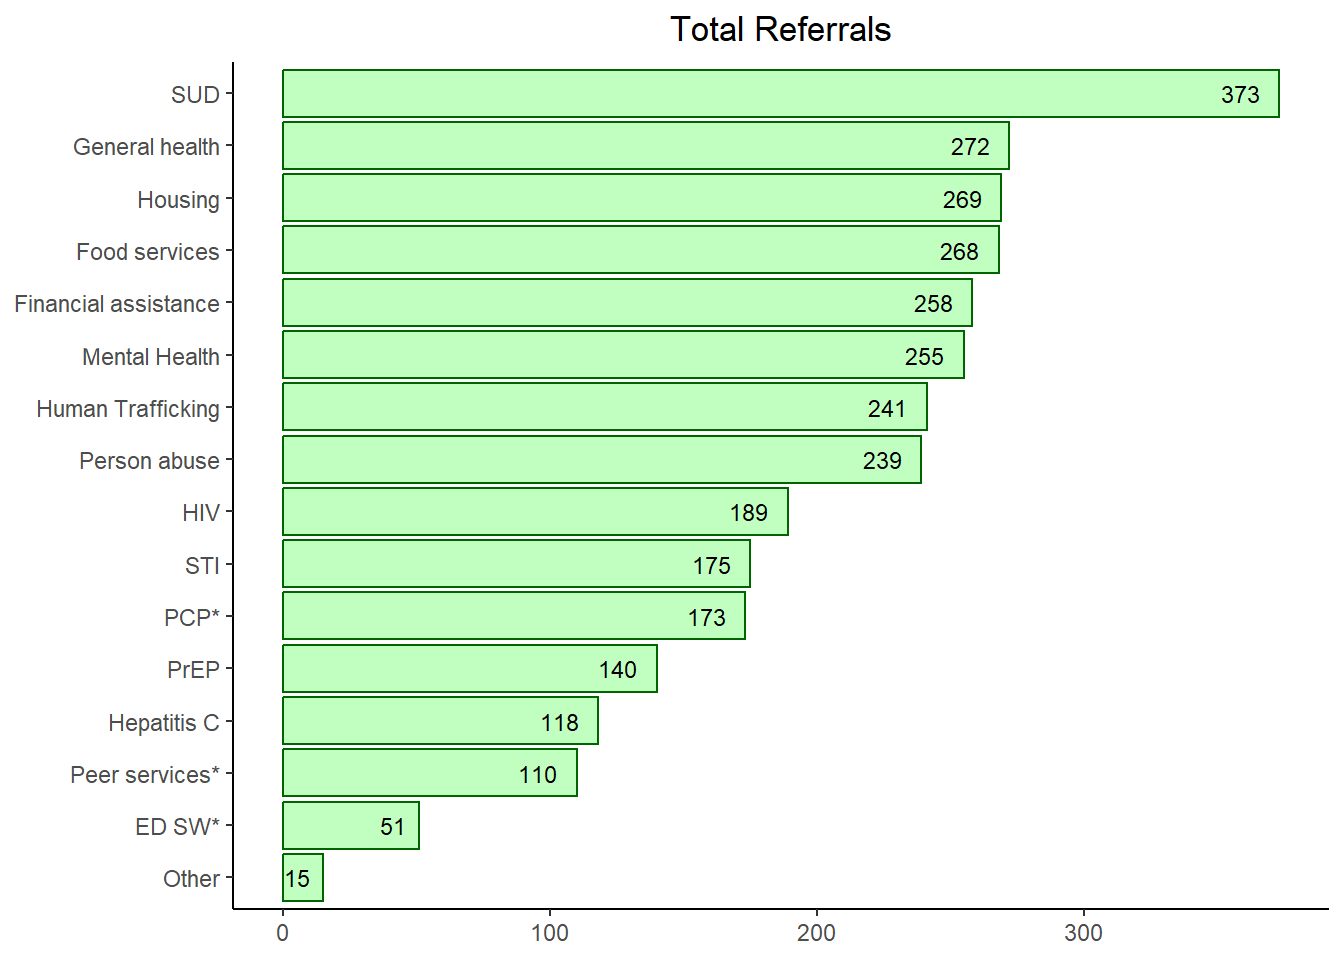 Total Referrals
SUD 373
General health 272
Housing 269
Food services 268
Financial assistance 258
Mental Health 255
Human Trafficking 241
Person abuse 239
HIV 189
STI 175
PCP* 173
PrEP 140
Hepatitis C 118
Peer services* 110
ED SW* 51
Other 15
0 100 200 300